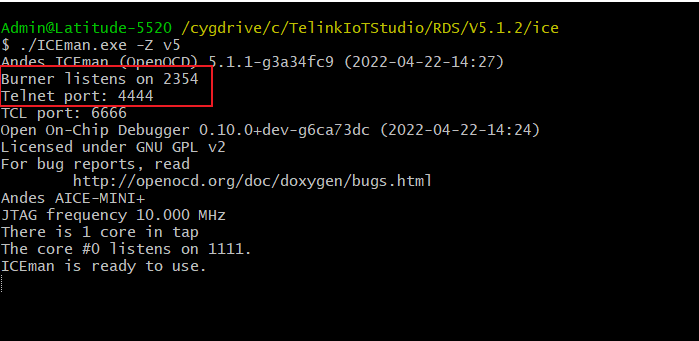 Admin@Latitude-5520 /cygdrive/c/TelinkIoTStudio/RDS/V5.1.2/ice
$ ./ICEman.exe -Z v5
Andes ICEman (OpenOCD) 5.1.1-g3a34fc9 (2022-04-22-14:27)
Burner listens on 2354
Telnet port: 4444
TCL port: 6666
Open On-Chip Debugger 0.10.0+dev-g6ca73dc (2022-04-22-14:24)
Licensed under GNU GPL v2
For bug reports, read
        http://openocd.org/doc/doxygen/bugs.html
Andes AICE-MINI+
JTAG frequency 10.000 MHz
There is 1 core in tap
The core #0 listens on 1111.
ICEman is ready to use.